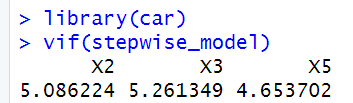 > library(car)
> vif(stepwise_model)
X2 X3 X5
5.086224 5.261349 4.653702